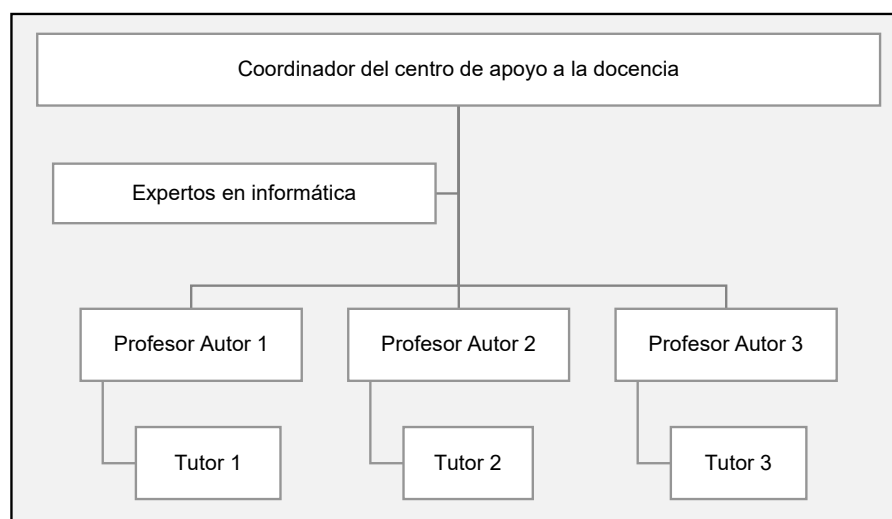 Coordinador del centro de apoyo a la docencia
Expertos en informática
Profesor Autor 1
Profesor Autor 2
Profesor Autor 3
Tutor 1
Tutor 2
Tutor 3